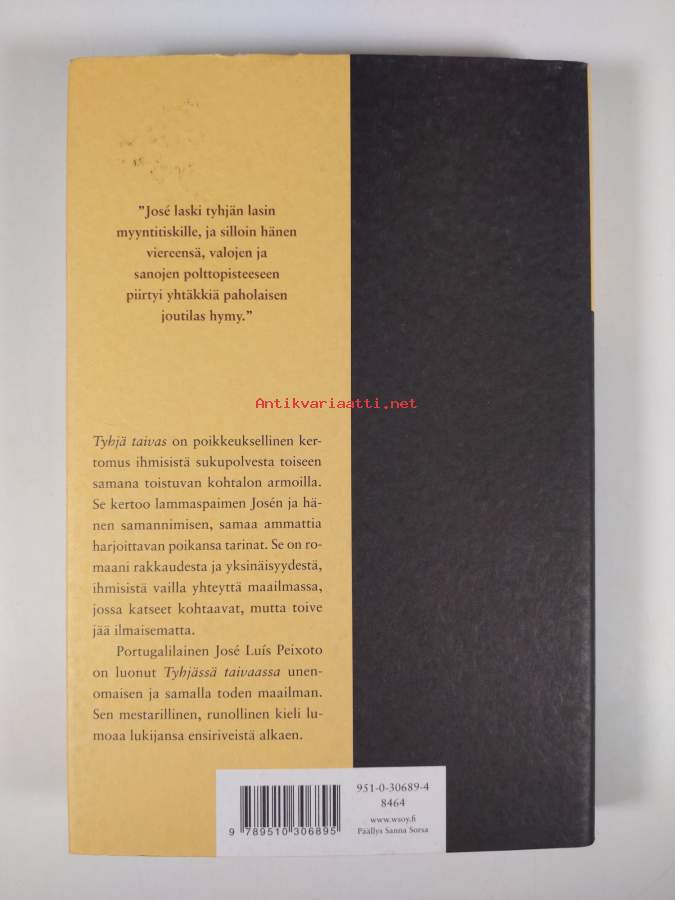 ”José laski tyhjän lasin
myyntitiskille, ja silloin hänen
viereensä, valojen ja
sanojen polttopisteeseen
piirtyi yhtäkkiä paholaisen
joutilas hymy.”
Antikvariaatti.net
Tyhjä taivas on poikkeuksellinen ker-
tomus ihmisistä sukupolvesta toiseen
samana toistuvan kohtalon armoilla.
Se kertoo lammaspaimen Josén ja hä-
nen samannimisen, samaa ammattia
harjoittavan poikansa tarinat. Se on ro-
maani rakkaudesta ja yksinäisyydestä,
ihmisistä vailla yhteyttä maailmassa,
jossa katseet kohtaavat, mutta toive
jää ilmaisematta.
Portugalilainen José Luís Peixoto
on luonut Tyhjässä taivaassa unen-
omaisen ja samalla toden maailman.
Sen mestarillinen, runollinen kieli lu-
moaa lukijansa ensiriveistä alkaen.
951-0-30689-4
8464
www.wsoy.fi
Päällys Sanna Sorsa
9 789510 306895